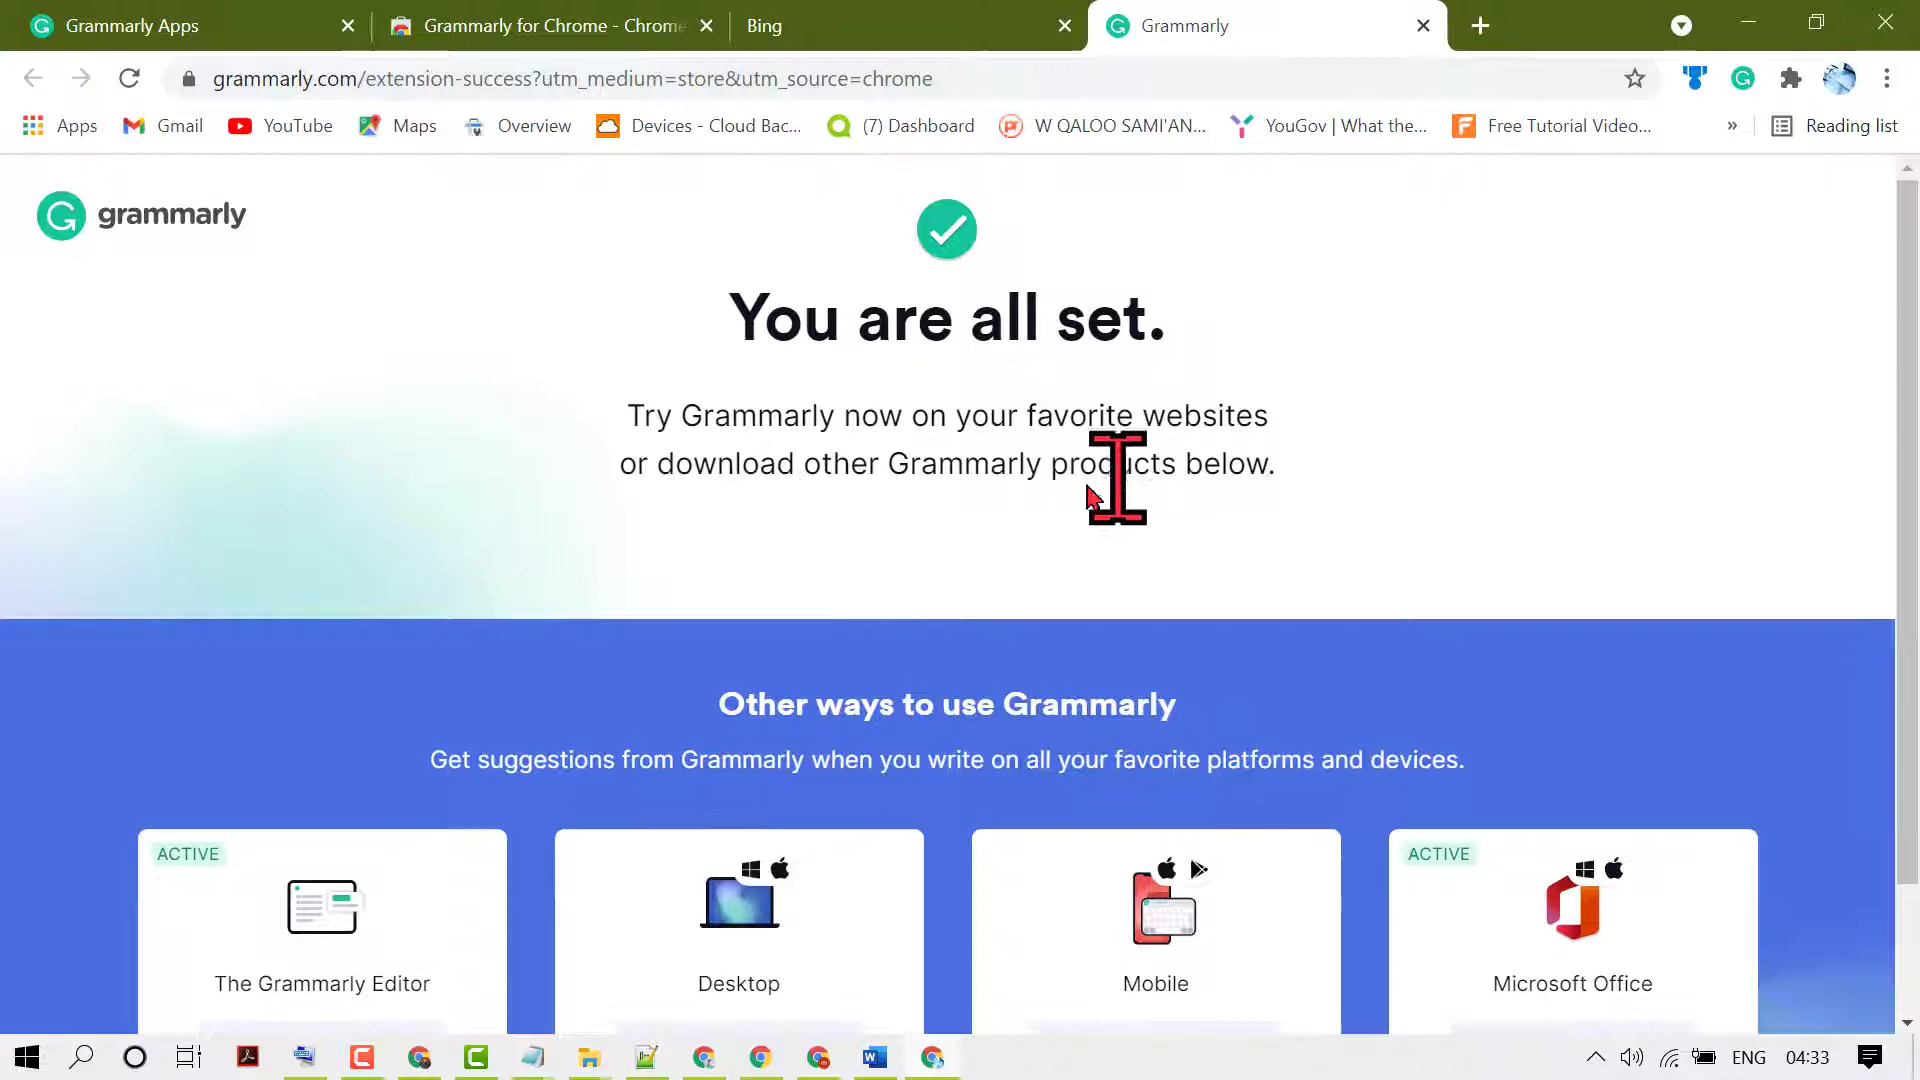 Grammarly Apps
Grammarly for Chrome - Chrome
Bing
Grammarly
grammarly.com/extension-success?utm_medium=store&utm_source=chrome
Apps
Gmail
YouTube
Maps
Overview
Devices - Cloud Bac...
(7) Dashboard
W QALOO SAMI'AN...
YouGov | What the...
Free Tutorial Video...
»
Reading list
grammarly
You are all set.
Try Grammarly now on your favorite websites
or download other Grammarly products below.
Other ways to use Grammarly
Get suggestions from Grammarly when you write on all your favorite platforms and devices.
ACTIVE
The Grammarly Editor
Desktop
Mobile
ACTIVE
Microsoft Office
ENG
04:33